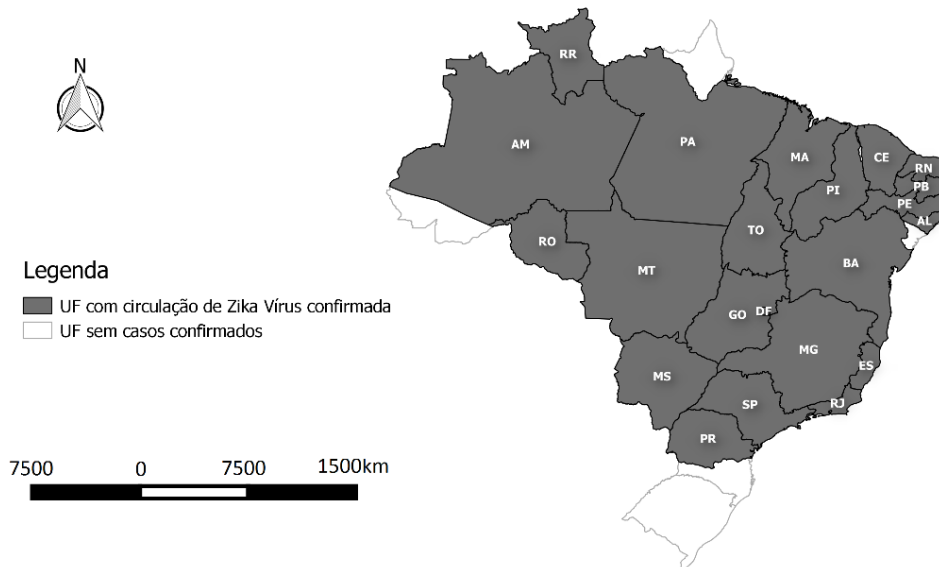 N
RR
AM
PA
MA
CE
RN
PB
PI
PE
AL
TO
RO
BA
MT
GO DF
MG
ES
MS
SP
RJ
PR
Legenda
UF com circulação de Zika Vírus confirmada
UF sem casos confirmados
7500 0 7500 1500km